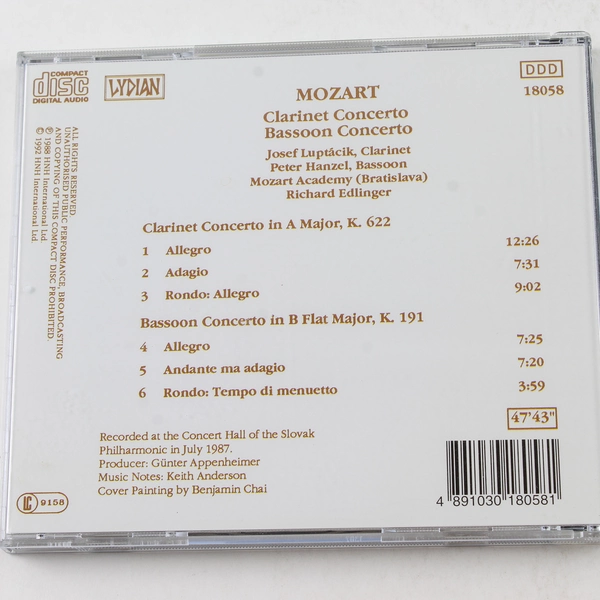 COMPACT
disc
DIGITAL AUDIO
LYDIAN
DDD
18058
MOZART
Clarinet Concerto
Bassoon Concerto
Josef Luptácik, Clarinet
Peter Hanzel, Bassoon
Mozart Academy (Bratislava)
Richard Edlinger
ALL RIGHTS RESERVED.
UNAUTHORISED PUBLIC PERFORMANCE, BROADCASTING
AND COPYING OF THIS COMPACT DISC PROHIBITED.
℗ 1988 HNH International Ltd.
© 1992 HNH International Ltd.
Clarinet Concerto in A Major, K. 622
1 Allegro 12:26
2 Adagio 7:31
3 Rondo: Allegro 9:02
Bassoon Concerto in B Flat Major, K. 191
4 Allegro 7:25
5 Andante ma adagio 7:20
6 Rondo: Tempo di menuetto 3:59
47'43"
Recorded at the Concert Hall of the Slovak
Philharmonic in July 1987.
Producer: Günter Appenheimer
Music Notes: Keith Anderson
Cover Painting by Benjamin Chai
LC 9158
4 891030 180581